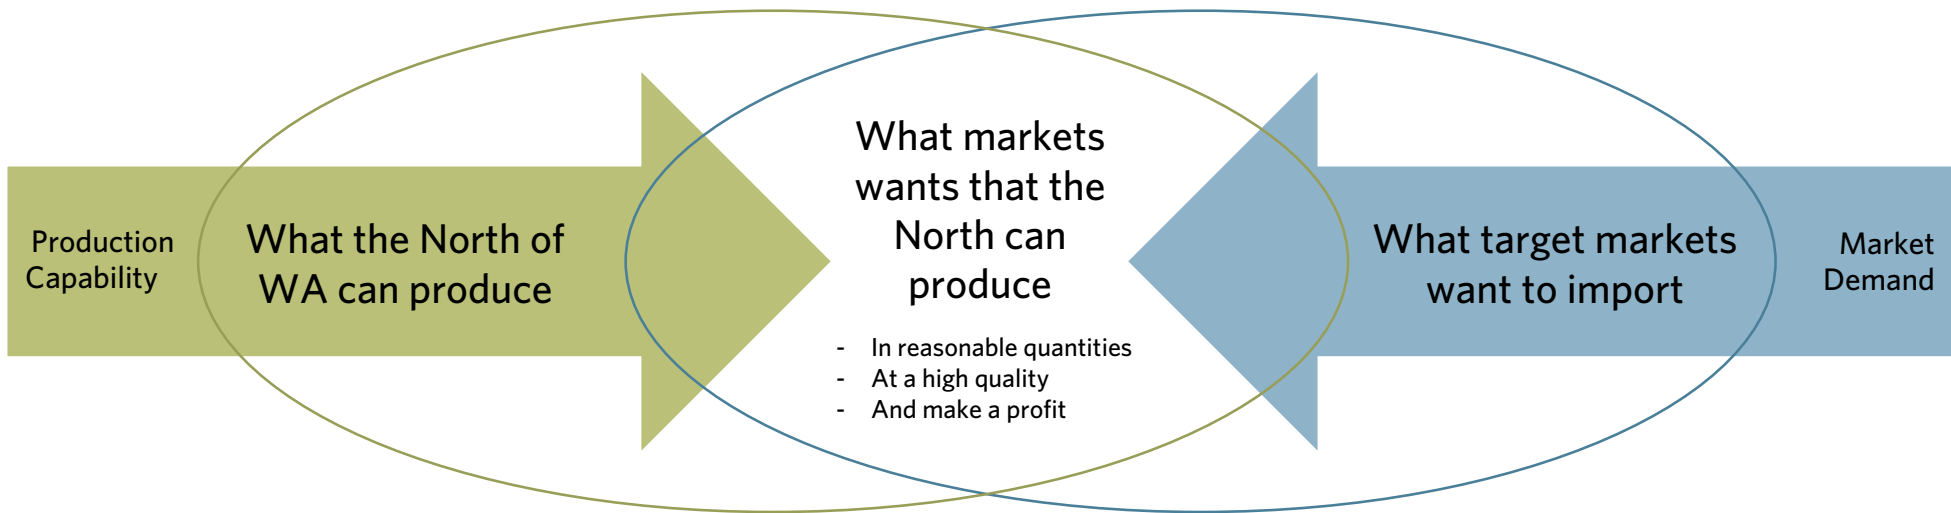 Production
Capability
What the North of
WA can produce
What markets
wants that the
North can
produce
- In reasonable quantities
- At a high quality
- And make a profit
What target markets
want to import
Market
Demand